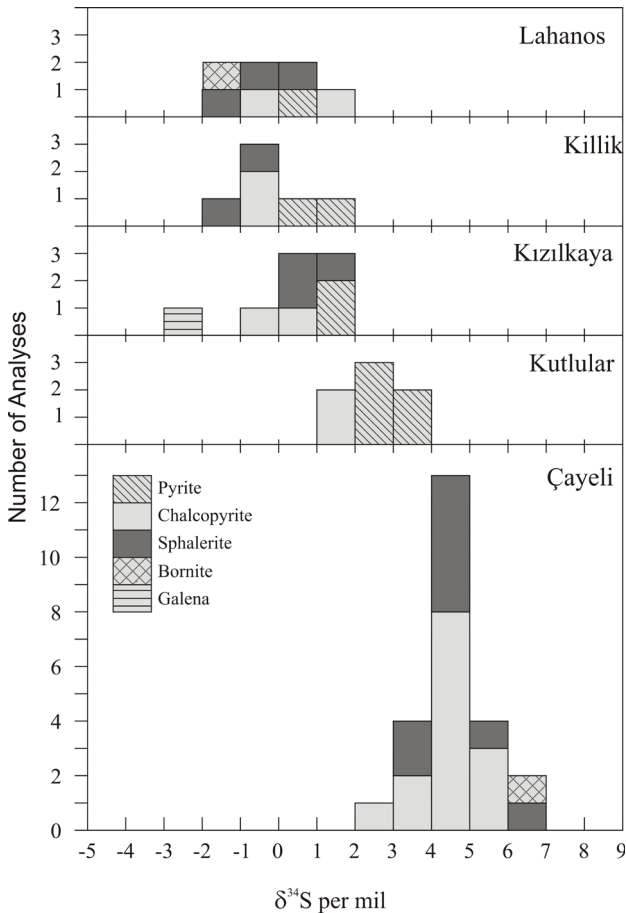 Lahanos
3
2
1
Killik
3
2
1
Kızılkaya
3
2
1
Kutlular
3
2
1
Çayeli
Number of Analyses
Pyrite
Chalcopyrite
Sphalerite
Bornite
Galena
12
10
8
6
4
2
0
-5 -4 -3 -2 -1 0 1 2 3 4 5 6 7 8 9
δ³⁴S per mil